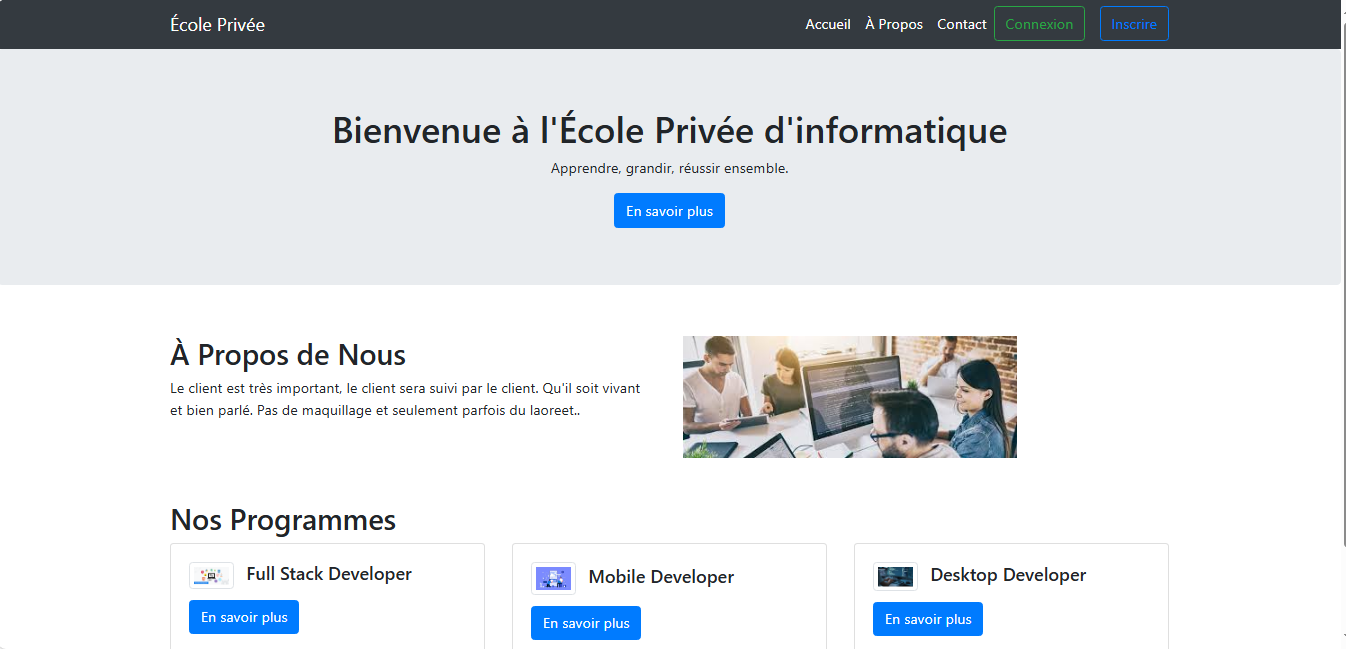 École Privée
Accueil À Propos Contact Connexion Inscrire
Bienvenue à l'École Privée d'informatique
Apprendre, grandir, réussir ensemble.
En savoir plus
À Propos de Nous
Le client est très important, le client sera suivi par le client. Qu'il soit vivant
et bien parlé. Pas de maquillage et seulement parfois du laoreet..
Nos Programmes
Full Stack Developer
En savoir plus
Mobile Developer
En savoir plus
Desktop Developer
En savoir plus